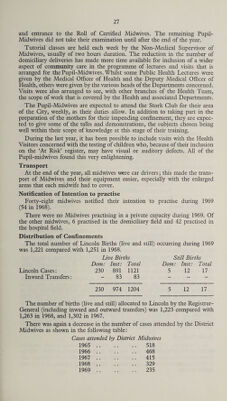 27
and entrance to the Roll of Certified Midwives. The remaining Pupil-
Midwives did not take their examination until after the end of the year.
Tutorial classes are held each week by the Non-Medical Supervisor of
Midwives, usually of two hours duration. The reduction in the number of
domiciliary deliveries has made more time available for inclusion of a wider
aspect of community care in the programme of lectures and visits that is
arranged for the Pupil-Midwives. Whilst some Public Health Lectures were
given by the Medical Officer of Health and the Deputy Medical Officer of
Health, others were given by the various heads of the Departments concerned.
Visits were also arranged to see, with other branches of the Health Team,
the scope of work that is covered by the Health and associated Departments.
The Pupil-Midwives are expected to attend the Stork Club for their area
of the City, weekly, as their duties allow. In addition to taking part in the
preparation of the mothers for their impending confinement, they are expec-
ted to give some of the talks and demonstrations, the subjects chosen being
well within their scope of knowledge at this stage of their training.
During the last year, it has been possible to include visits with the Health
Visitors concerned with the testing of children who, because of their inclusion
on the 'At Risk' register, may have visual or auditory defects. All of the
Pupil-midwives found this very enlightening.
Transport
At the end of the year, all midwives were car drivers; this made the trans-
port of Midwives and their equipment easier, especially with the enlarged
areas that each midwife had to cover.
Notification of Intention to practise
Forty-eight midwives notified their intention to practise during 1969
(54 in 1968).
There were no Midwives practising in a private capacity during 1969. Of
the other midwives, 6 practised in the domiciliary field and 42 practised in
the hospital field.
Distribution of Confinements
The total number of Lincoln Births (live and still) occurring during 1969
was 1,221 compared with 1,251 in 1968.
Live Births Still Births
Dom: Inst: Total Dom: Inst: Total
Lincoln Cases: 230 891 1121 5 12 17
Inward Transfers: – 83 83 – – –
230 974 1204 5 12 17
The number of births (live and still) allocated to Lincoln by the Registrar-
General (including inward and outward transfers) was 1,223 compared with
1,263 in 1968, and 1,302 in 1967.
There was again a decrease in the number of cases attended by the District
Midwives as shown in the following table:
Cases attended by District Midwives
1965 .. .. .. 518
1966 .. .. .. 468
1967 .. .. .. 415
1968 .. .. .. 329
1969 .. .. .. 235